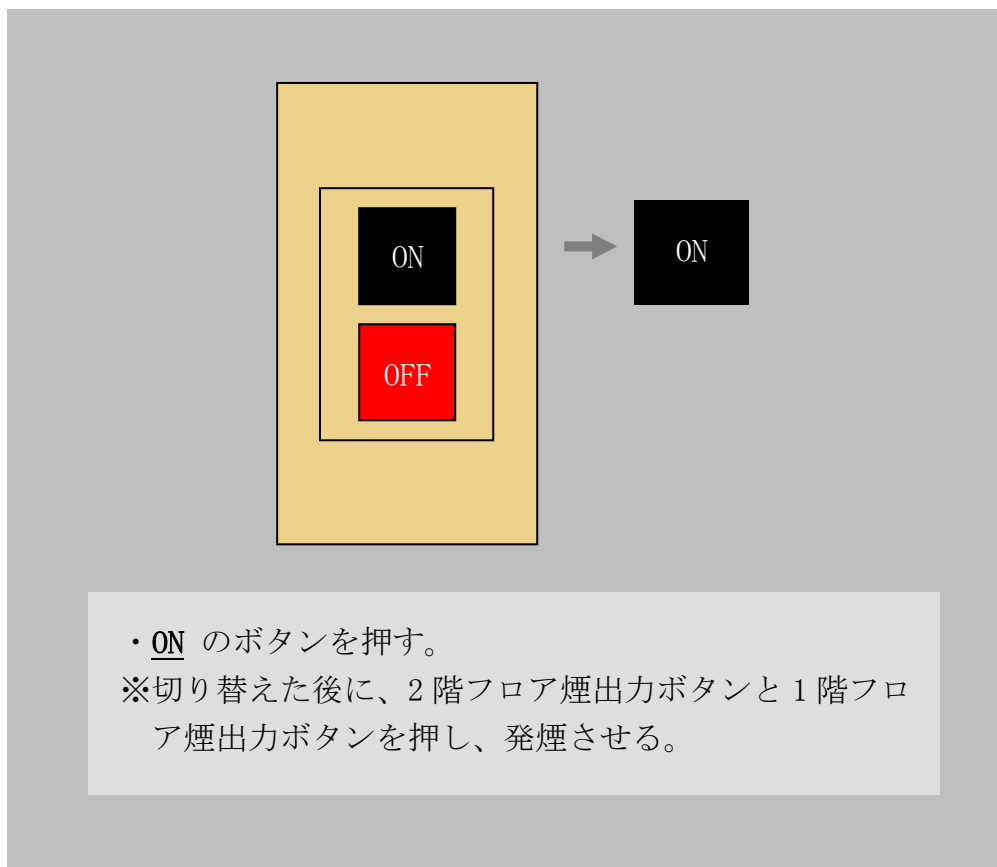 ON
ON
OFF
・ON のボタンを押す。
※切り替えた後に、2 階フロア煙出力ボタンと 1 階フロ
ア煙出力ボタンを押し、発煙させる。